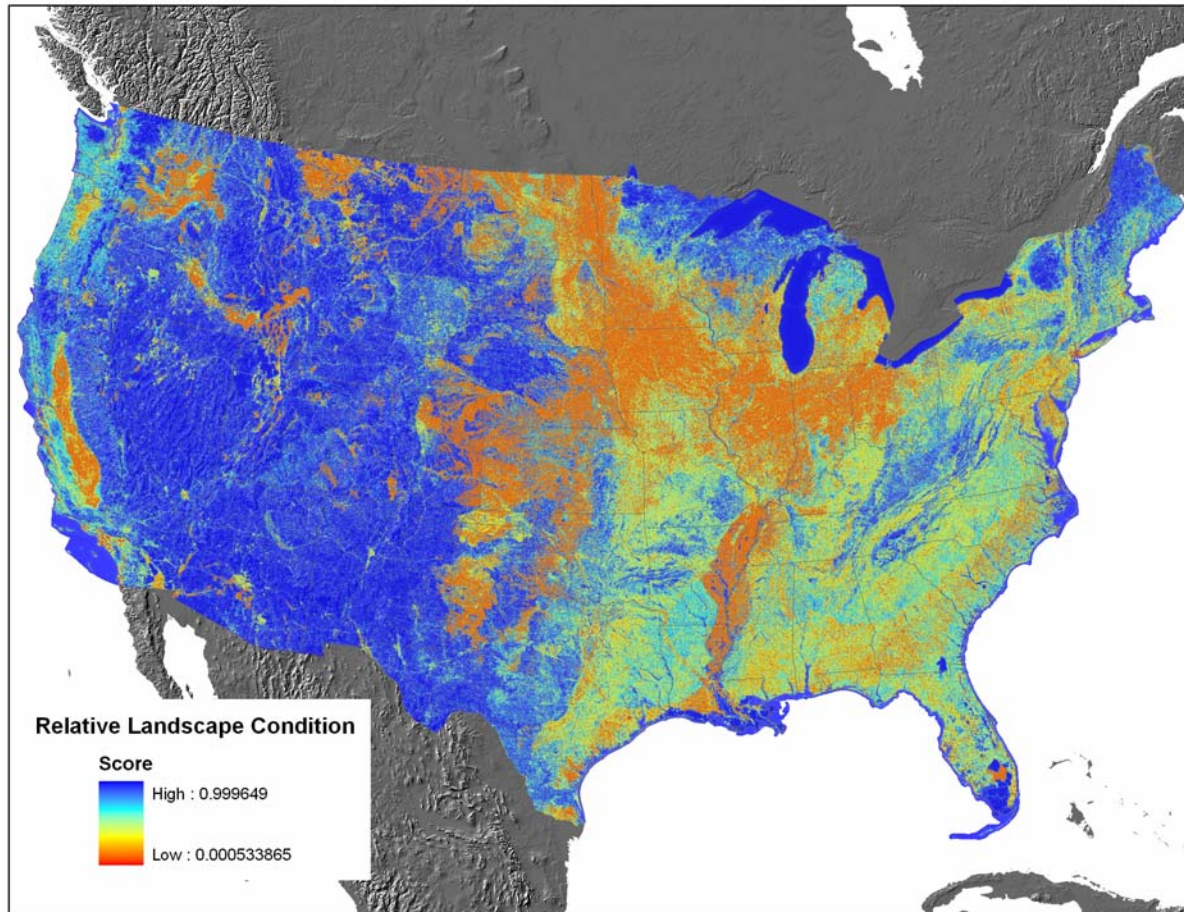 Relative Landscape Condition
Score
High : 0.999649
Low : 0.000533865